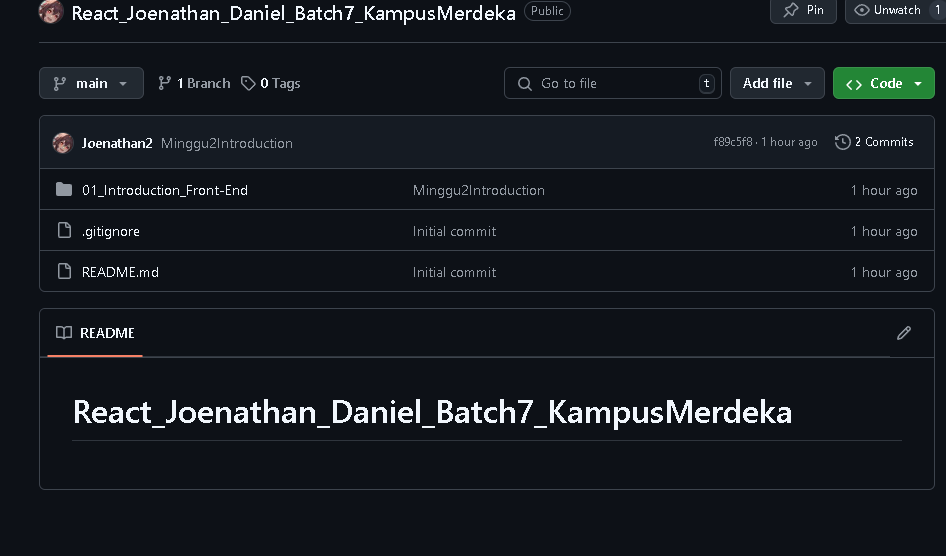 React_Joenathan_Daniel_Batch7_KampusMerdeka Public Pin Unwatch 1
main 1 Branch 0 Tags Go to file t Add file Code
Joenathan2 Minggu2Introduction f89c5f8 · 1 hour ago 2 Commits
01_Introduction_Front-End Minggu2Introduction 1 hour ago
.gitignore Initial commit 1 hour ago
README.md Initial commit 1 hour ago
README
React_Joenathan_Daniel_Batch7_KampusMerdeka